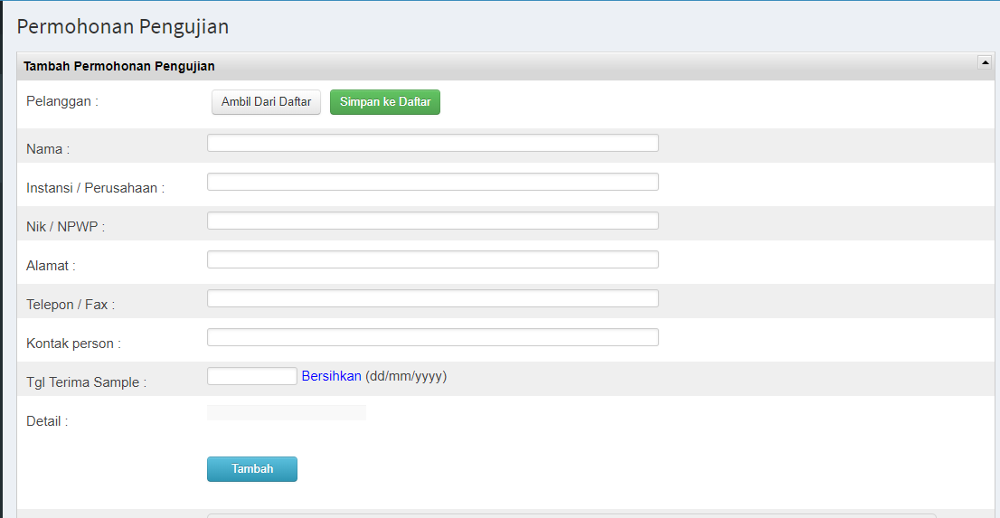 Permohonan Pengujian
Tambah Permohonan Pengujian
Pelanggan : Ambil Dari Daftar Simpan ke Daftar
Nama :
Instansi / Perusahaan :
Nik / NPWP :
Alamat :
Telepon / Fax :
Kontak person :
Tgl Terima Sample : Bersihkan (dd/mm/yyyy)
Detail :
Tambah